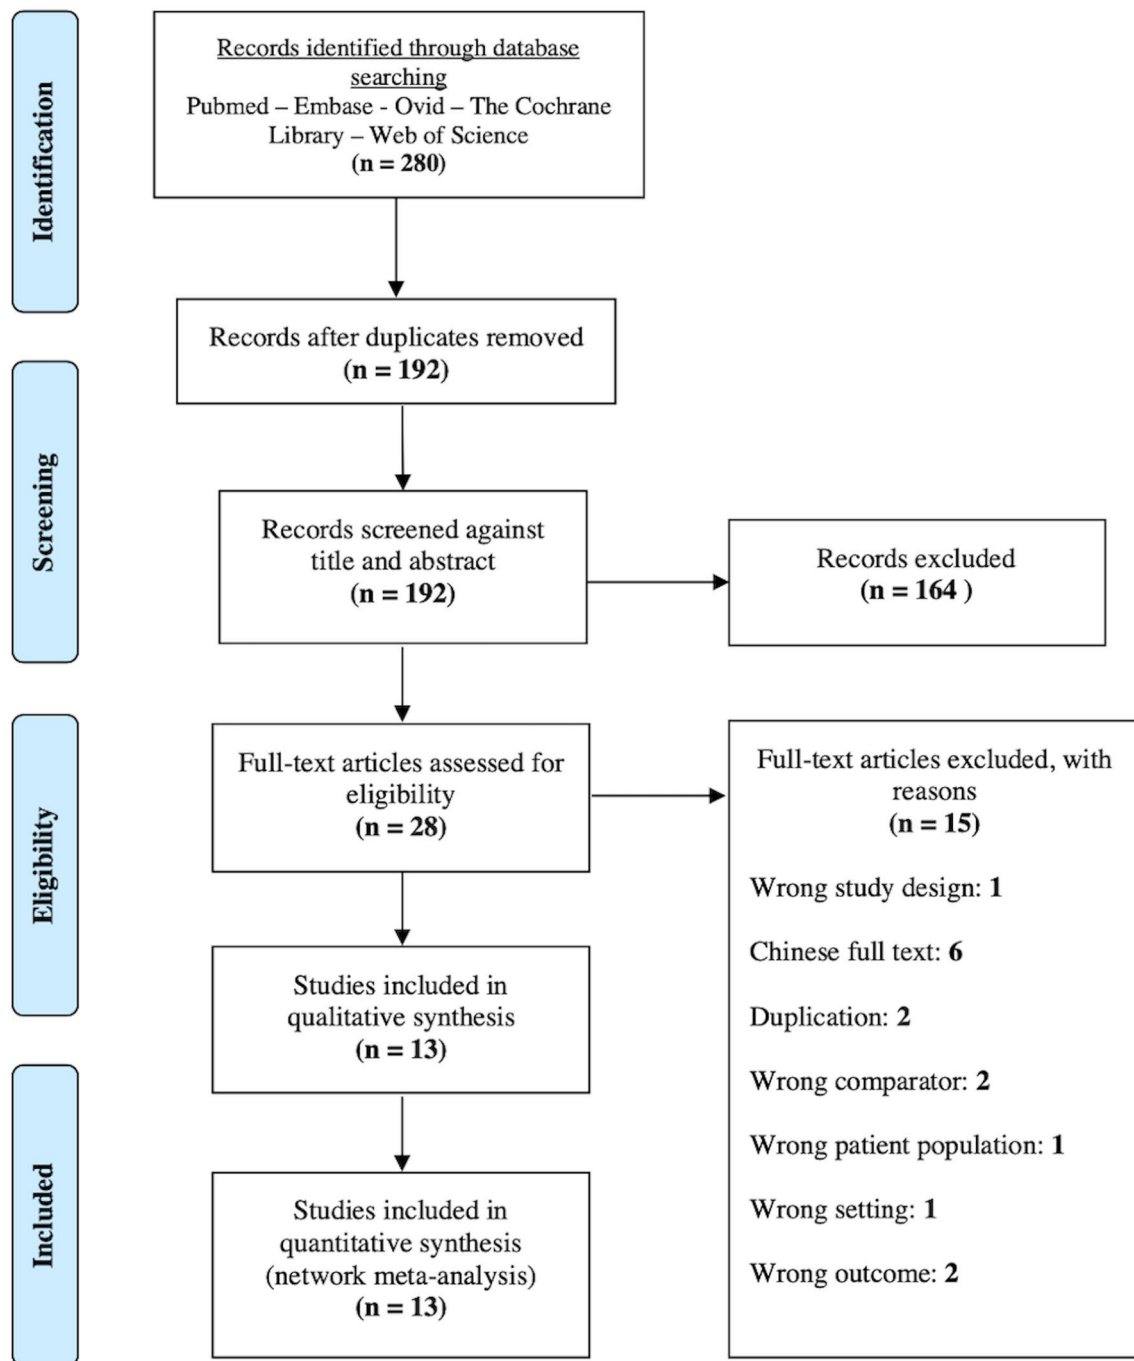 Identification
Records identified through database
searching
Pubmed – Embase - Ovid – The Cochrane
Library – Web of Science
(n = 280)
Records after duplicates removed
(n = 192)
Screening
Records screened against
title and abstract
(n = 192)
Records excluded
(n = 164 )
Eligibility
Full-text articles assessed for
eligibility
(n = 28)
Full-text articles excluded, with
reasons
(n = 15)
Wrong study design: 1
Chinese full text: 6
Duplication: 2
Wrong comparator: 2
Wrong patient population: 1
Wrong setting: 1
Wrong outcome: 2
Studies included in
qualitative synthesis
(n = 13)
Included
Studies included in
quantitative synthesis
(network meta-analysis)
(n = 13)